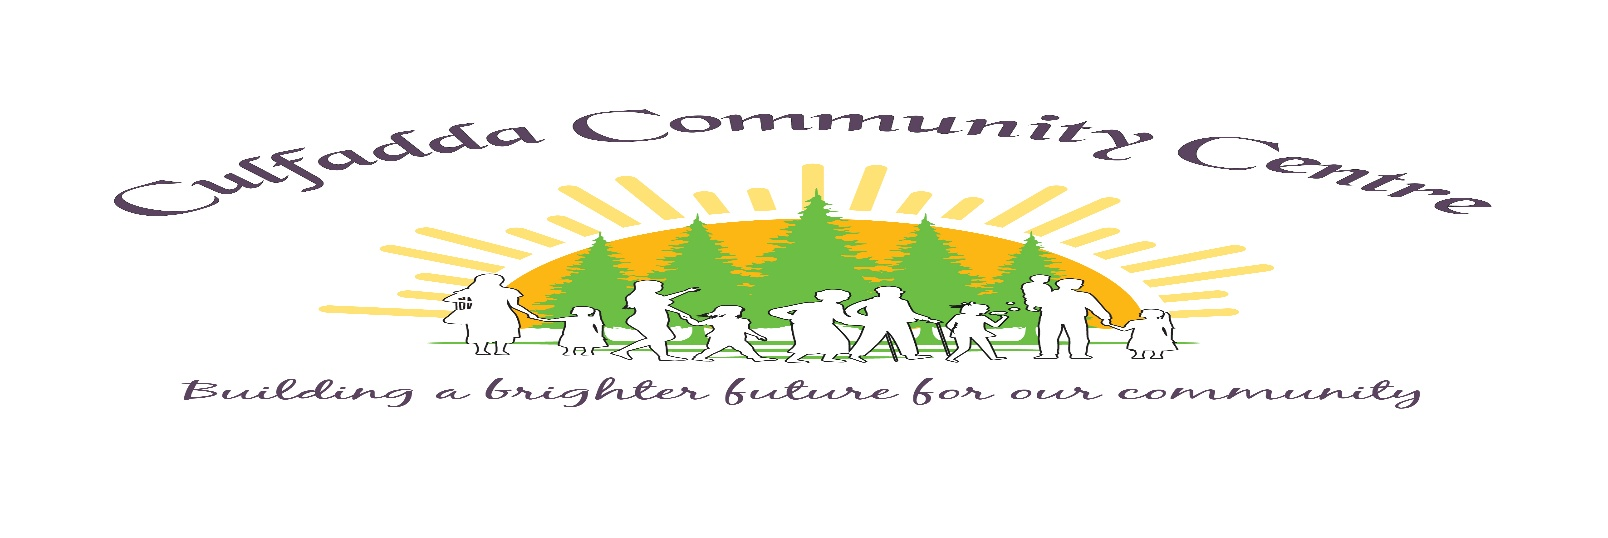 Culfadda Community Centre
Building a brighter future for our community